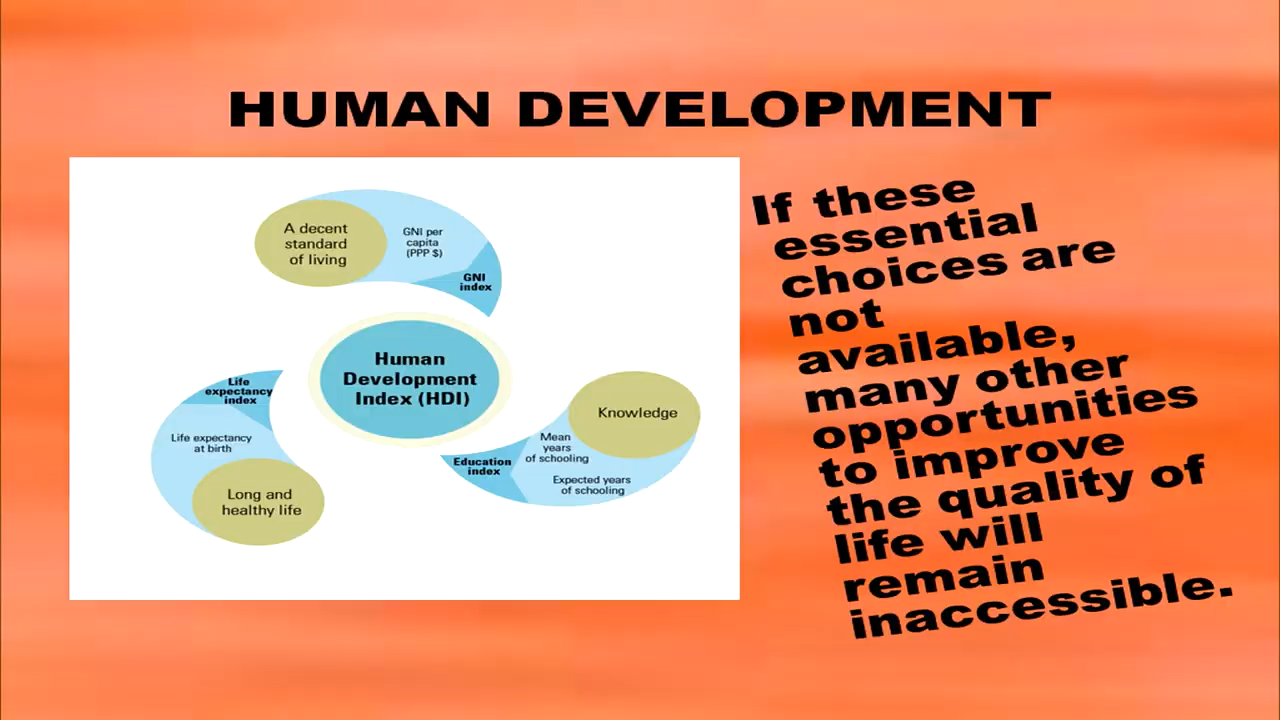 HUMAN DEVELOPMENT
A decent
standard
of living
GNI per
capita
(PPP $)
GNI
index
Human
Development
Index (HDI)
Life
expectancy
index
Life expectancy
at birth
Long and
healthy life
Knowledge
Mean
years
of schooling
Expected years
of schooling
Education
index
If these
essential
choices are
not
available,
many other
opportunities
to improve
the quality of
life will
remain
inaccessible.